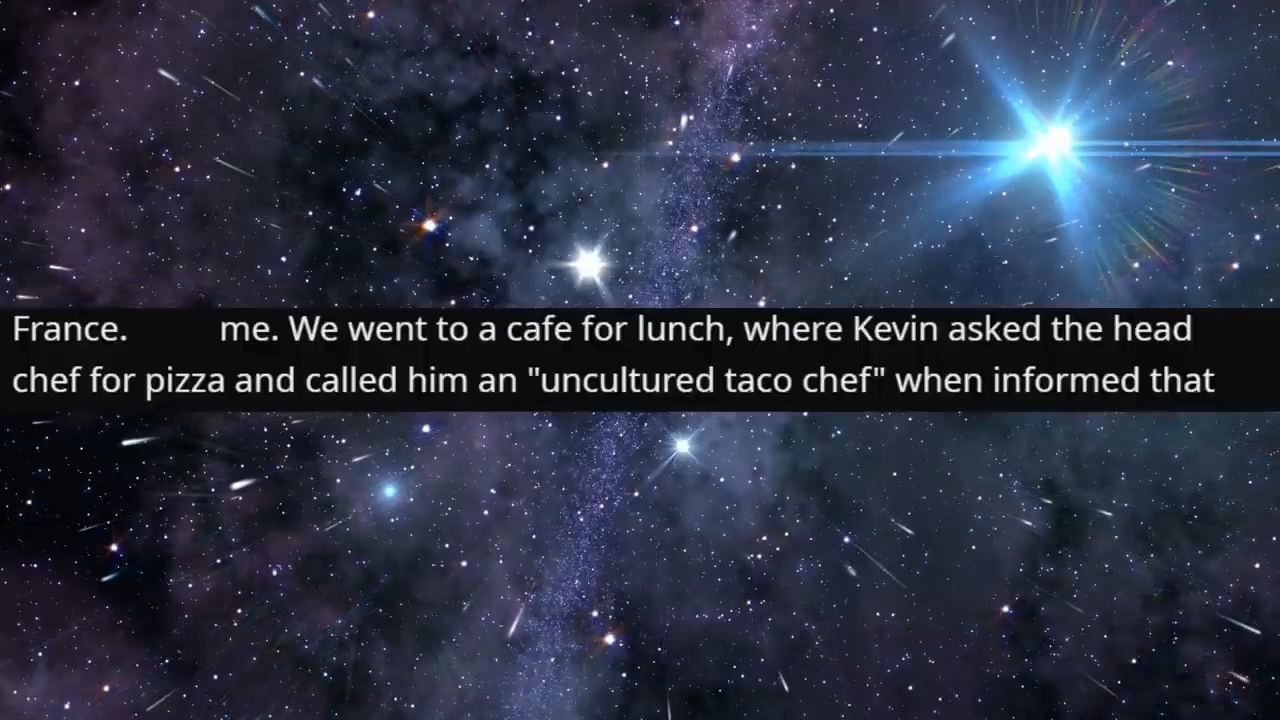 France. me. We went to a cafe for lunch, where Kevin asked the head
chef for pizza and called him an "uncultured taco chef" when informed that